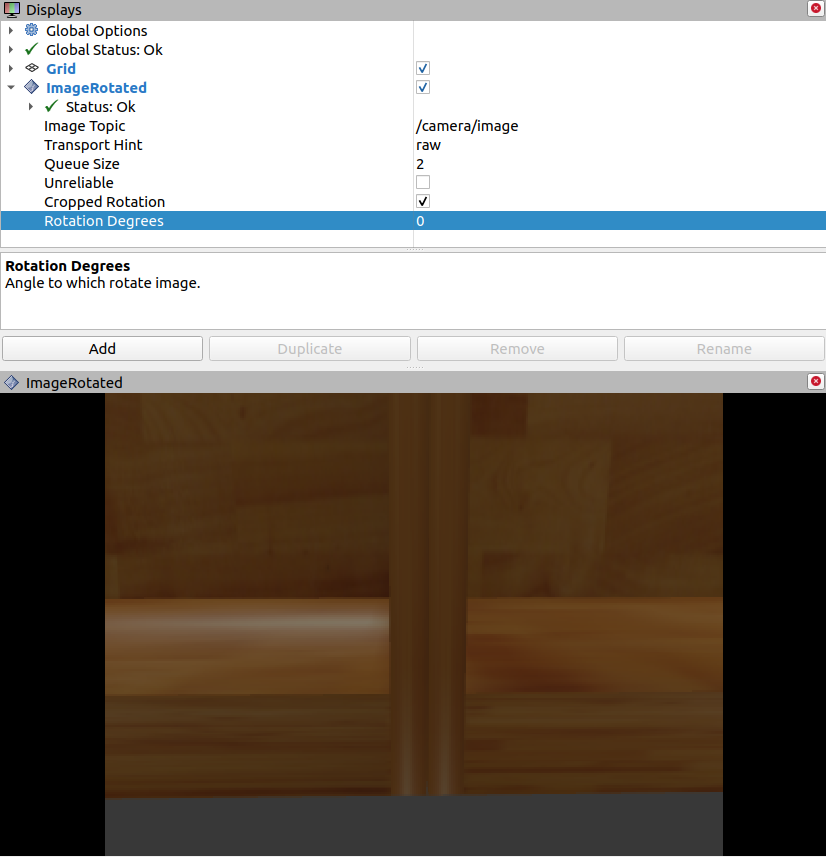 Displays
Global Options
Global Status: Ok
Grid
ImageRotated
Status: Ok
Image Topic /camera/image
Transport Hint raw
Queue Size 2
Unreliable
Cropped Rotation
Rotation Degrees 0
Rotation Degrees
Angle to which rotate image.
Add Duplicate Remove Rename
ImageRotated